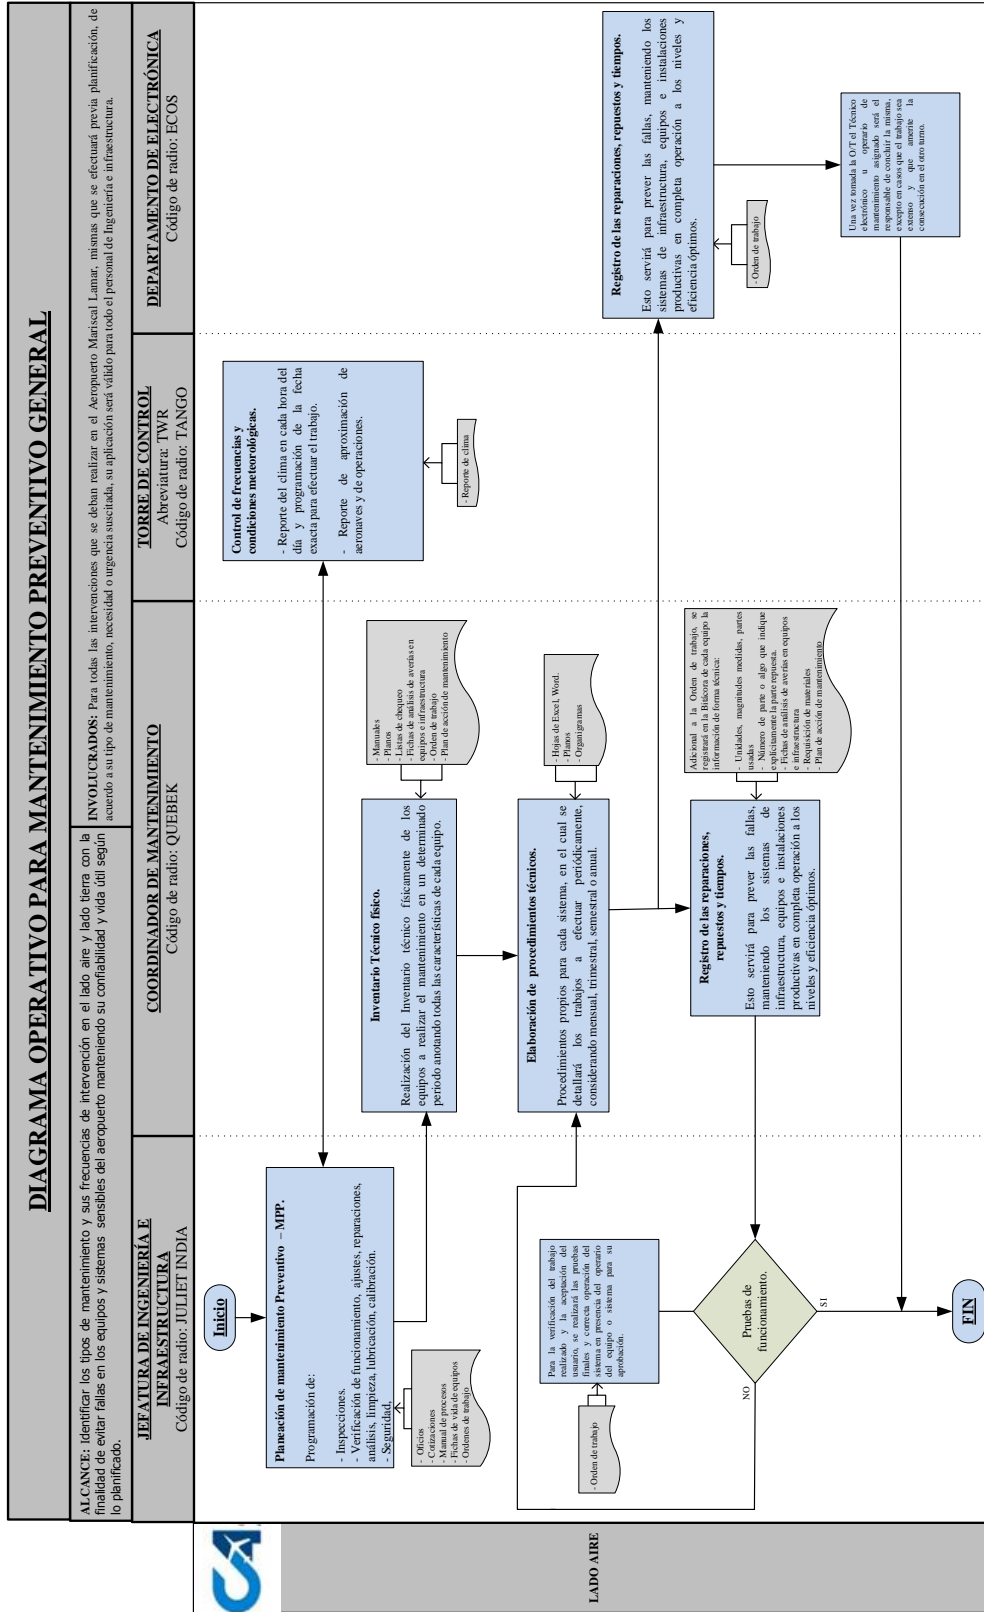 DIAGRAMA OPERATIVO PARA MANTENIMIENTO PREVENTIVO GENERAL
ALCANCE: Identificar los tipos de mantenimiento y sus frecuencias de intervención en el lado aire y lado tierra con la
finalidad de evitar fallas en los equipos y sistemas sensibles del aeropuerto manteniendo su confiabilidad y vida útil según
lo planificado.
INVOLUCRADOS: Para todas las intervenciones que se deban realizar en el Aeropuerto Mariscal Lamar, mismas que se efectuará previa planificación, de
acuerdo a su tipo de mantenimiento, necesidad o urgencia suscitada, su aplicación será válido para todo el personal de Ingeniería e infraestructura.
JEFATURA DE INGENIERÍA E
INFRAESTRUCTURA
Código de radio: JULIET INDIA
COORDINADOR DE MANTENIMIENTO
Código de radio: QUEBEK
TORRE DE CONTROL
Abreviatura: TWR
Código de radio: TANGO
DEPARTAMENTO DE ELECTRÓNICA
Código de radio: ECOS
LADO AIRE
Inicio
Planeación de mantenimiento Preventivo – MPP.
Programación de:
- Inspecciones.
- Verificación de funcionamiento, ajustes, reparaciones,
análisis, limpieza, lubricación, calibración.
- Seguridad,
- Oficios
- Cotizaciones
- Manual de procesos
- Fichas de vida de equipos
- Ordenes de trabajo
Control de frecuencias y
condiciones meteorológicas.
- Reporte del clima en cada hora del
día y programación de la fecha
exacta para efectuar el trabajo.
- Reporte de aproximación de
aeronaves y de operaciones.
- Reporte de clima
Inventario Técnico físico.
Realización del Inventario técnico físicamente de los
equipos a realizar el mantenimiento en un determinado
periodo anotando todas las características de cada equipo.
- Manuales
- Planos
- Listas de chequeo
- Fichas de análisis de averías en
equipos e infraestructura
- Orden de trabajo
- Plan de acción de mantenimiento
Elaboración de procedimientos técnicos.
Procedimientos propios para cada sistema, en el cual se
detallará los trabajos a efectuar periódicamente,
considerando mensual, trimestral, semestral o anual.
- Hojas de Excel, Word.
- Planos
- Organigramas
Registro de las reparaciones, repuestos y tiempos.
Esto servirá para prever las fallas, manteniendo los
sistemas de infraestructura, equipos e instalaciones
productivas en completa operación a los niveles y
eficiencia óptimos.
- Orden de trabajo
Registro de las reparaciones,
repuestos y tiempos.
Esto servirá para prever las fallas,
manteniendo los sistemas de
infraestructura, equipos e instalaciones
productivas en completa operación a los
niveles y eficiencia óptimos.
Adicional a la Orden de trabajo, se
registrará en la Bitácora de cada equipo la
información de forma técnica:
- Unidades, magnitudes medidas, partes
usadas
- Número de parte o algo que indique
explícitamente la parte repuesta.
- Fichas de análisis de averías en equipos
e infraestructura
- Requisición de materiales
- Plan de acción de mantenimiento
Una vez tomada la O/T el Técnico
electrónico u operario de
mantenimiento asignado será el
responsable de concluir la misma,
excepto en casos que el trabajo sea
extenso y que amerite la
consecución en el otro turno.
Para la verificación del trabajo
realizado y la aceptación del
usuario, se realizará las pruebas
finales y correcta operación del
sistema en presencia del operario
del equipo o sistema para su
aprobación.
- Orden de trabajo
Pruebas de
funcionamiento.
NO
SI
FIN